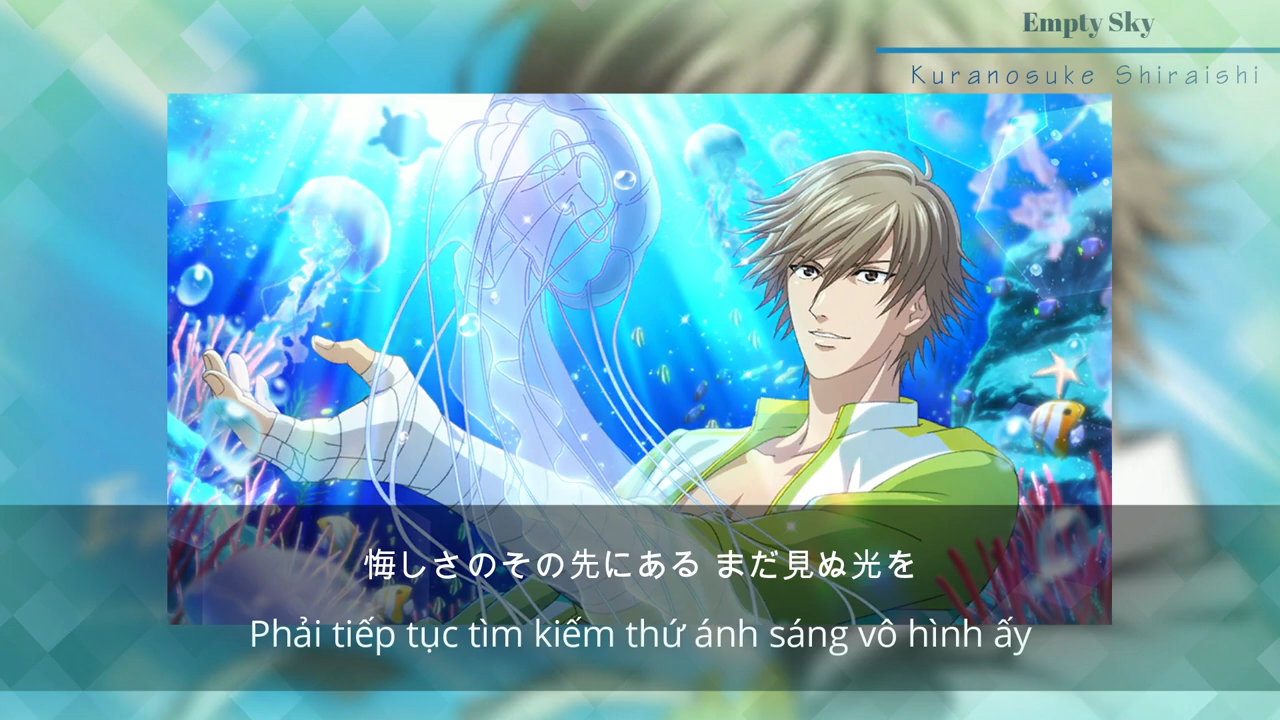 Empty Sky
Kuranosuke Shiraishi
悔しさのその先にある まだ見ぬ光を
Phải tiếp tục tìm kiếm thứ ánh sáng vô hình ấy